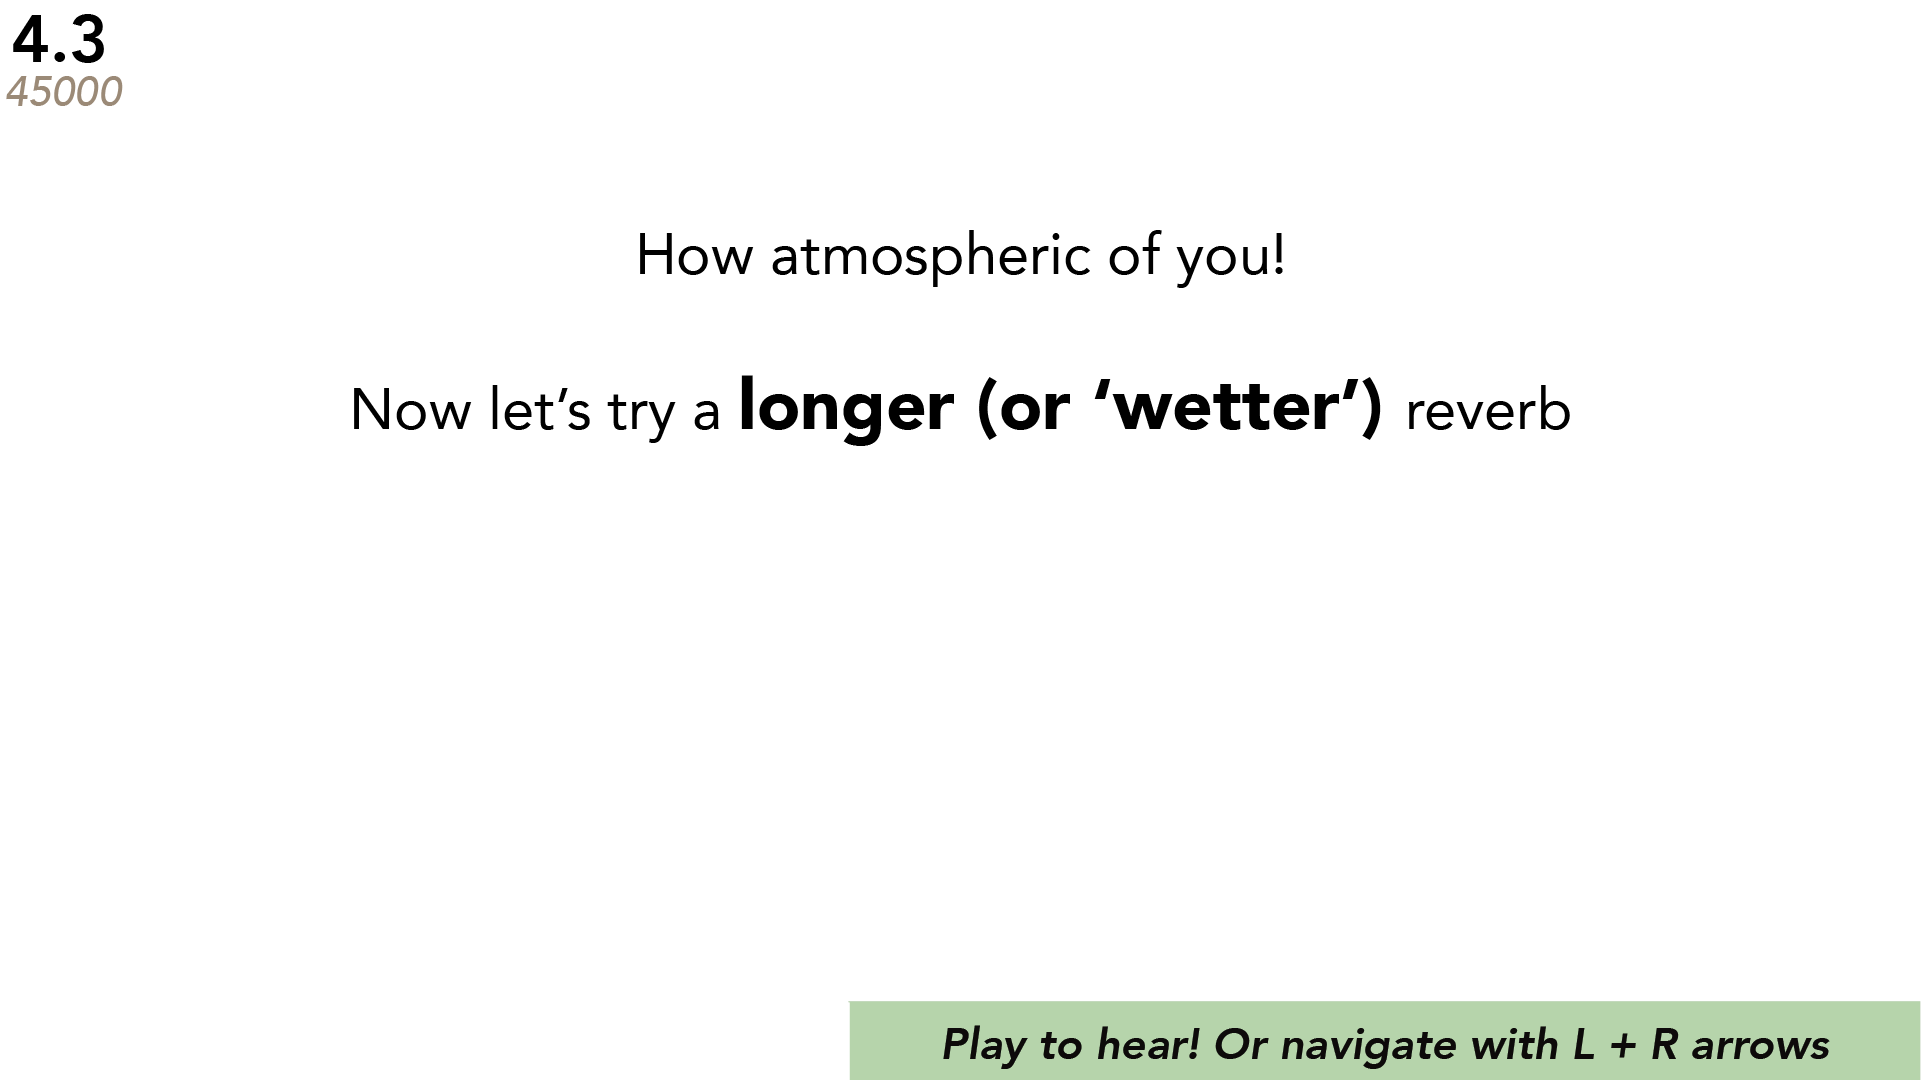 4.3
45000
How atmospheric of you!
Now let’s try a longer (or ‘wetter’) reverb
Play to hear! Or navigate with L + R arrows